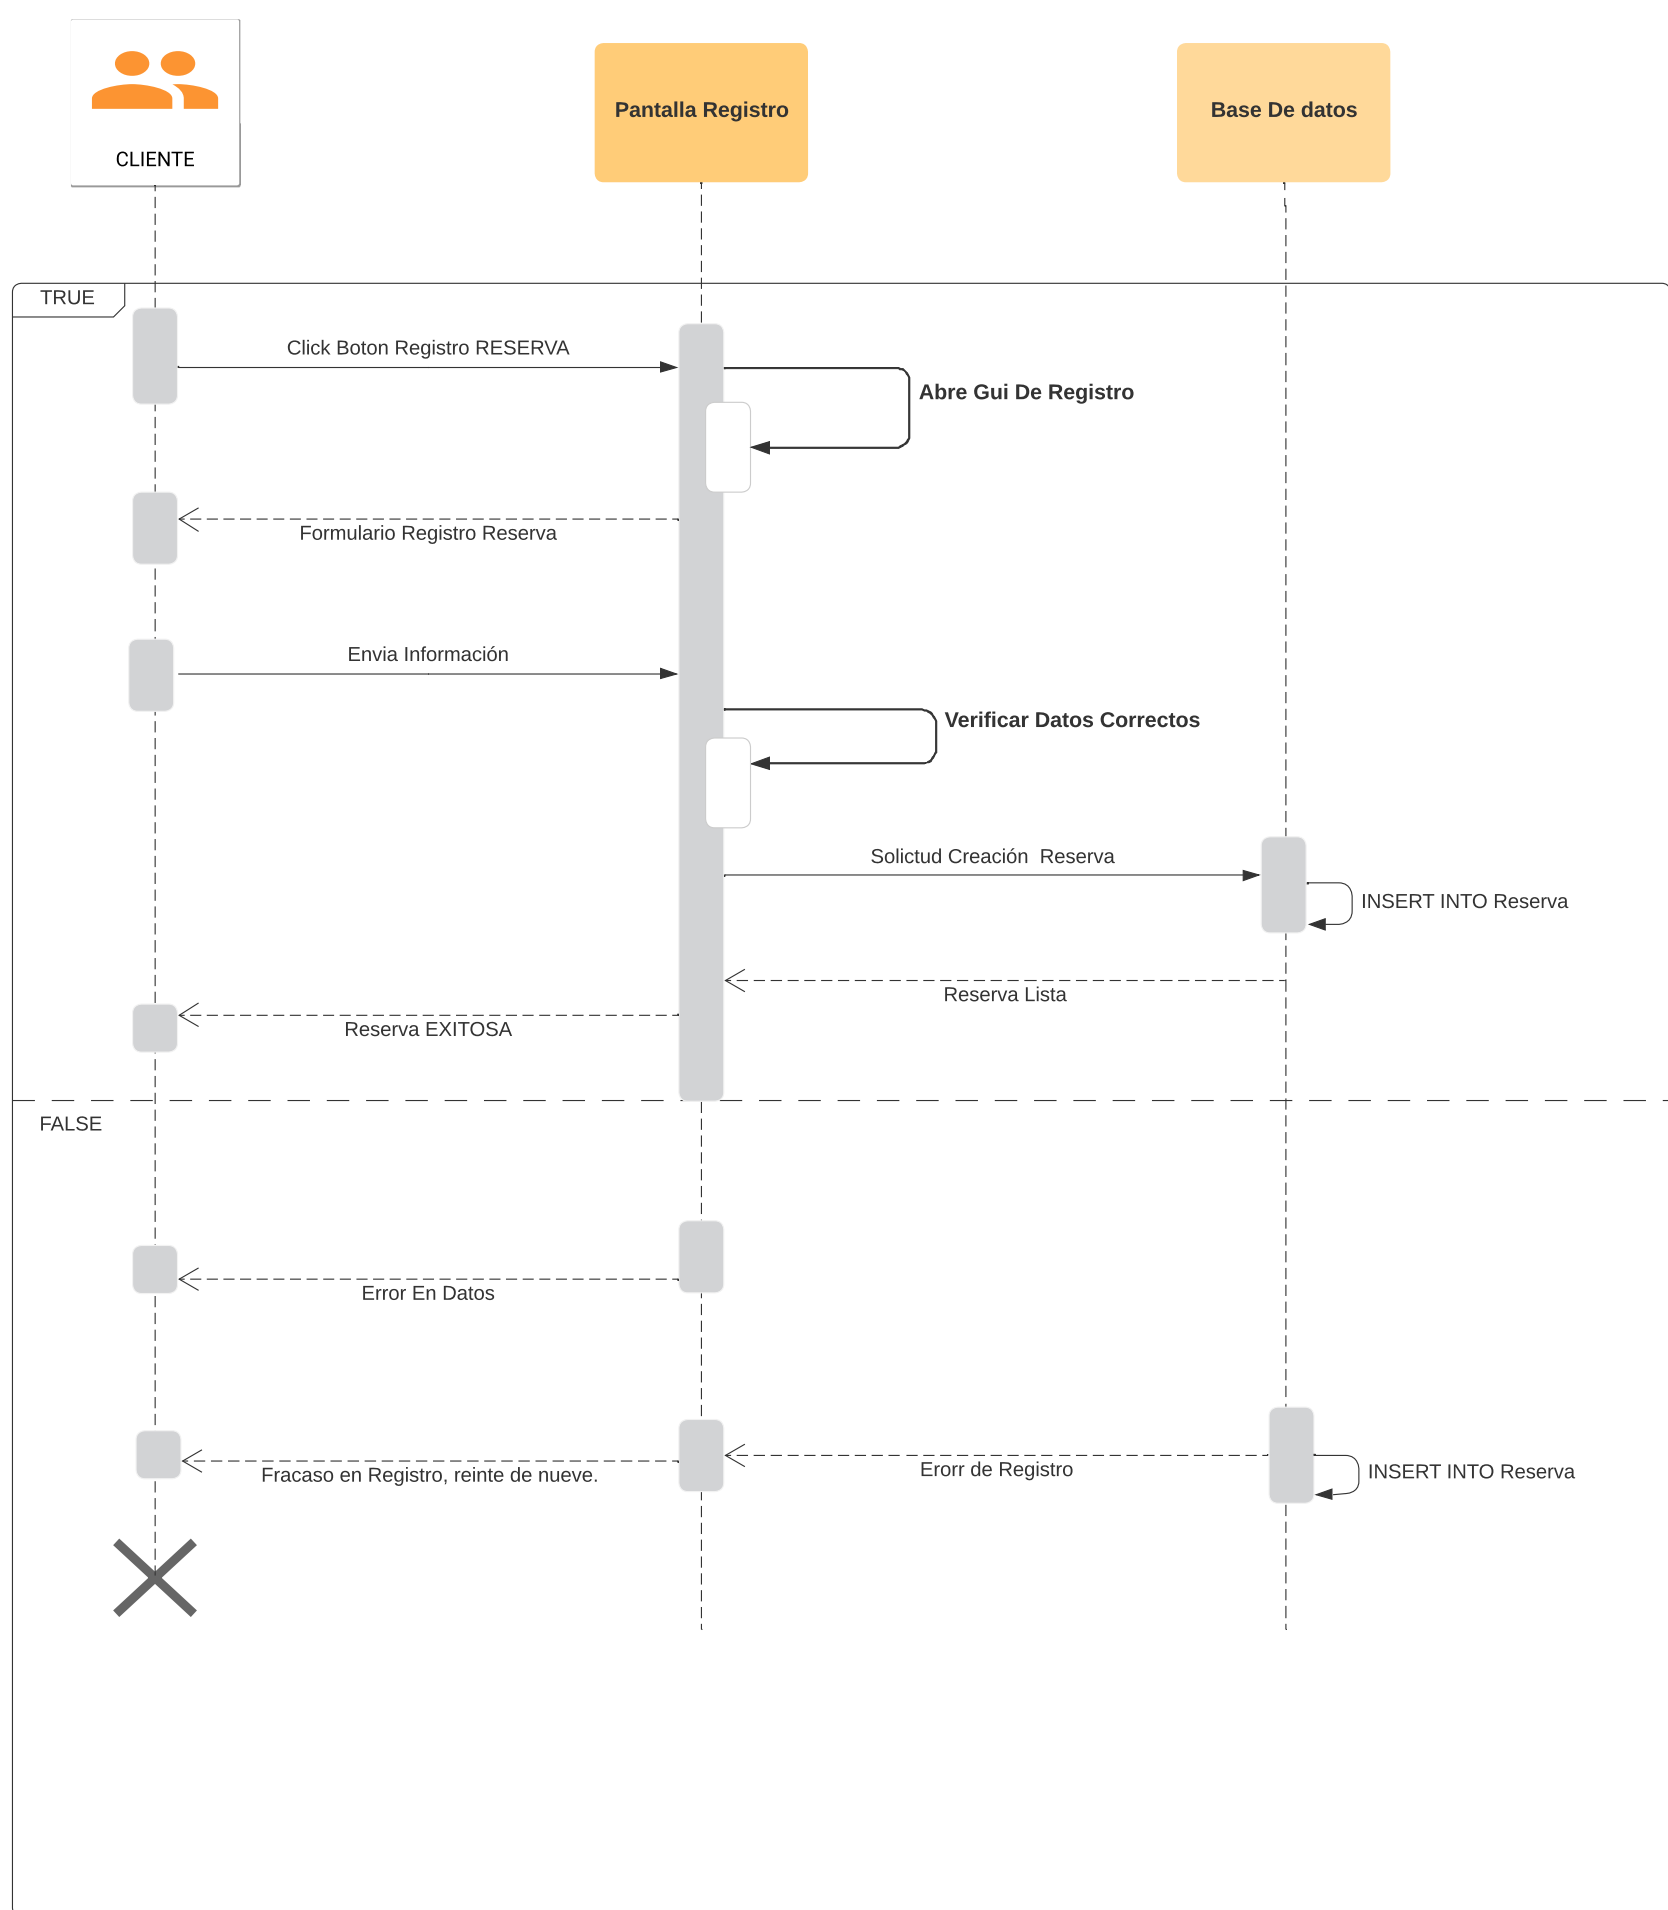 CLIENTE
Pantalla Registro
Base De datos
TRUE
Click Boton Registro RESERVA
Abre Gui De Registro
Formulario Registro Reserva
Envia Información
Verificar Datos Correctos
Solictud Creación  Reserva
INSERT INTO Reserva
Reserva Lista
Reserva EXITOSA
FALSE
Error En Datos
Erorr de Registro
INSERT INTO Reserva
Fracaso en Registro, reinte de nueve.